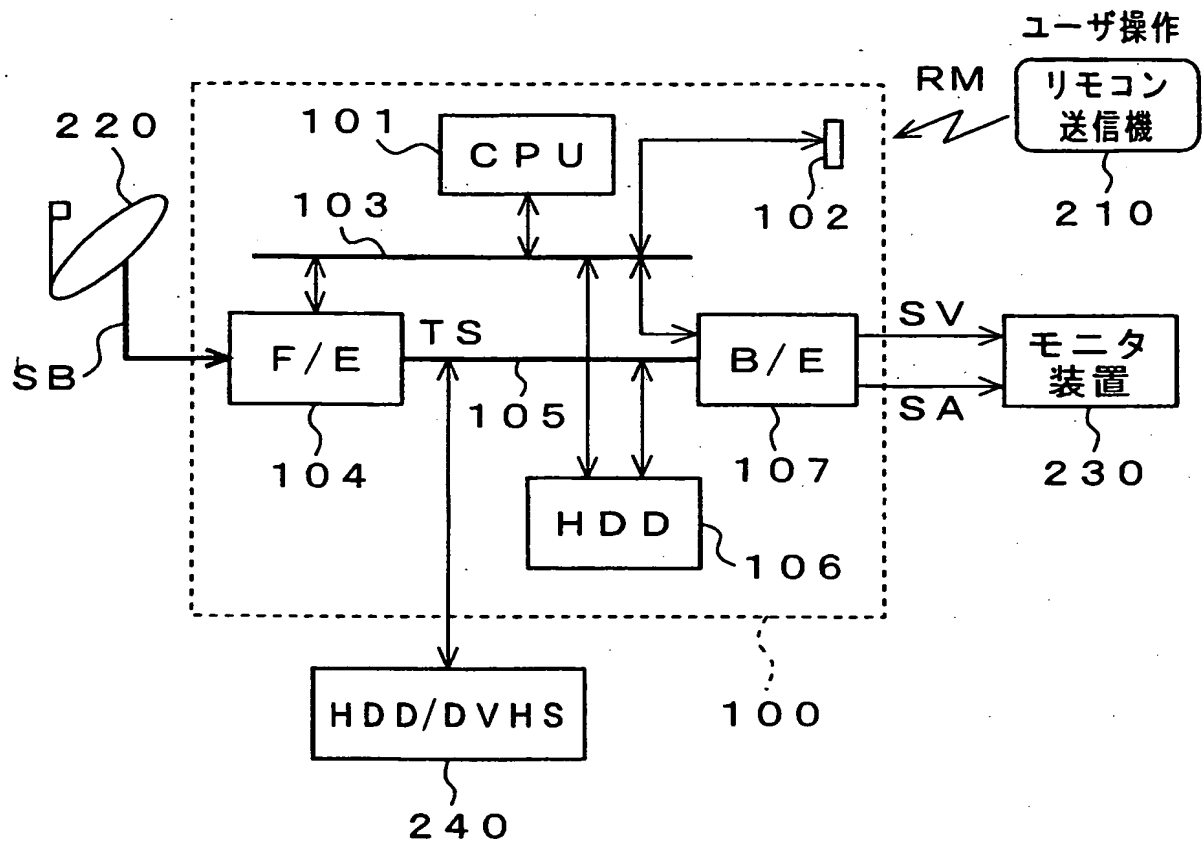 ユーザ操作
リモコン
送信機
RM
210
220
101
CPU
102
103
SB
F/E
TS
104
105
B/E
107
SV
SA
モニタ
装置
230
HDD
106
HDD/DVHS
240
100